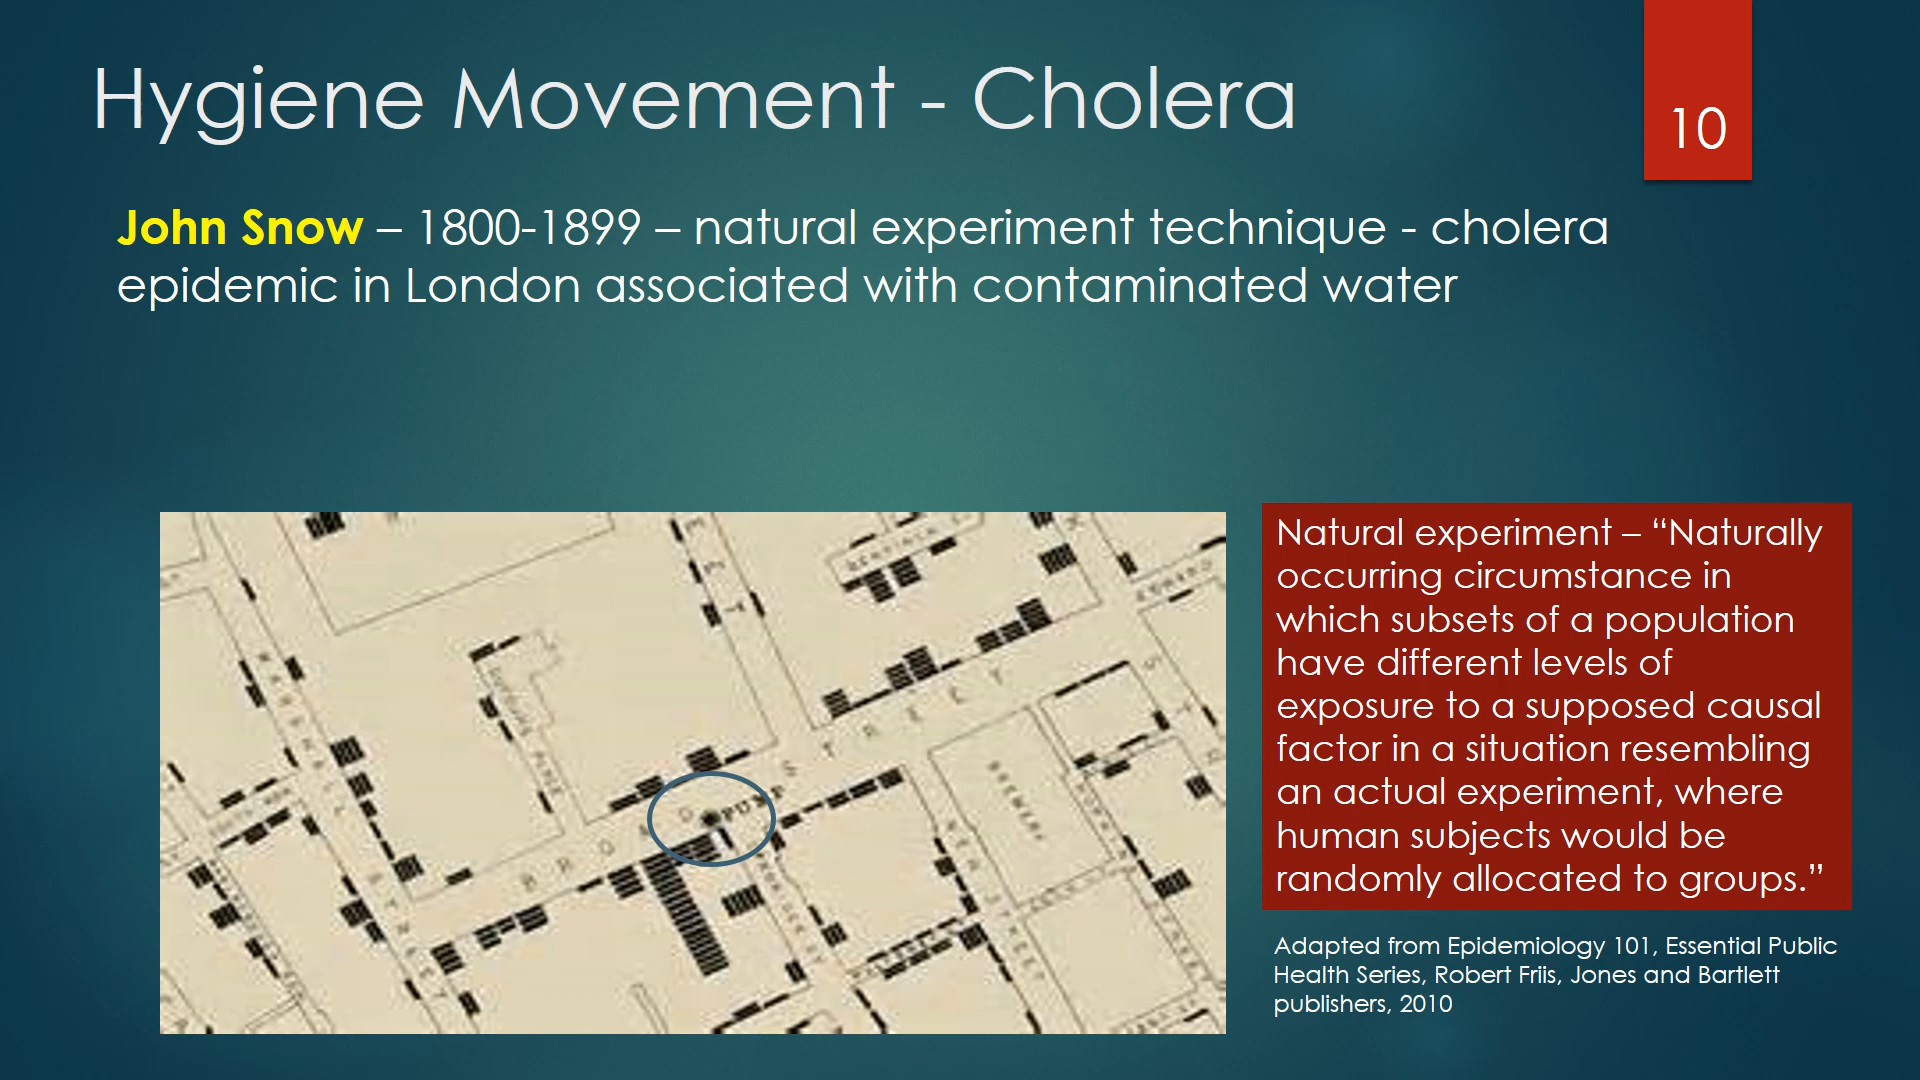 Hygiene Movement - Cholera
10
John Snow – 1800-1899 – natural experiment technique - cholera
epidemic in London associated with contaminated water
Natural experiment – “Naturally
occurring circumstance in
which subsets of a population
have different levels of
exposure to a supposed causal
factor in a situation resembling
an actual experiment, where
human subjects would be
randomly allocated to groups.”
Adapted from Epidemiology 101, Essential Public
Health Series, Robert Friis, Jones and Bartlett
publishers, 2010
PUMP
STREET
BREWERY